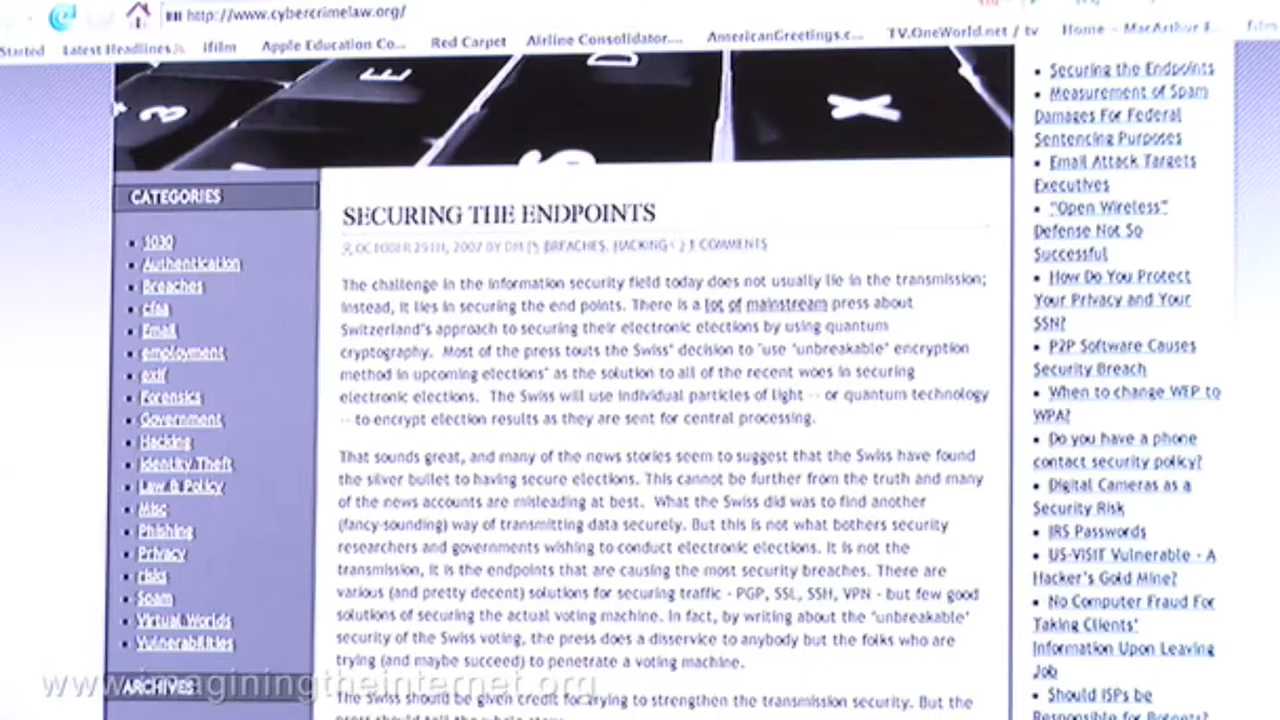 http://www.cybercrimelaw.org/
Started Latest Headlines ifilm Apple Education Co... Red Carpet Airline Consolidator.... AmericanGreetings.c... TV.OneWorld.net / tv Home - MacArthur F... film
E D 3 S X
CATEGORIES
1030
Authentication
Breaches
cfaa
Email
employment
exif
Forensics
Government
Hacking
Identity Theft
Law & Policy
Misc
Phishing
Privacy
risks
Spam
Virtual Worlds
Vulnerabilities
ARCHIVES
SECURING THE ENDPOINTS
OCTOBER 29TH, 2007 BY BREACHES, HACKING 3 COMMENTS
The challenge in the information security field today does not usually lie in the transmission;
instead, it lies in securing the end points. There is a lot of mainstream press about
Switzerland's approach to securing their electronic elections by using quantum
cryptography. Most of the press touts the Swiss' decision to "use "unbreakable" encryption
method in upcoming elections" as the solution to all of the recent woes in securing
electronic elections. The Swiss will use individual particles of light -- or quantum technology
-- to encrypt election results as they are sent for central processing.
That sounds great, and many of the news stories seem to suggest that the Swiss have found
the silver bullet to having secure elections. This cannot be further from the truth and many
of the news accounts are misleading at best. What the Swiss did was to find another
(fancy-sounding) way of transmitting data securely. But this is not what bothers security
researchers and governments wishing to conduct electronic elections. It is not the
transmission, it is the endpoints that are causing the most security breaches. There are
various (and pretty decent) solutions for securing traffic - PGP, SSL, SSH, VPN - but few good
solutions of securing the actual voting machine. In fact, by writing about the "unbreakable"
security of the Swiss voting, the press does a disservice to anybody but the folks who are
trying (and maybe succeed) to penetrate a voting machine.
The Swiss should be given credit for trying to strengthen the transmission security. But the
press should tell the whole story.
Securing the Endpoints
Measurement of Spam
Damages For Federal
Sentencing Purposes
Email Attack Targets
Executives
"Open Wireless"
Defense Not So
Successful
How Do You Protect
Your Privacy and Your
SSN?
P2P Software Causes
Security Breach
When to change WEP to
WPA?
Do you have a phone
contact security policy?
Digital Cameras as a
Security Risk
IRS Passwords
US-VISIT Vulnerable - A
Hacker's Gold Mine?
No Computer Fraud For
Taking Clients'
Information Upon Leaving
Job
Should ISPs be
Responsible for Botnets?
www.imaginingtheinternet.org